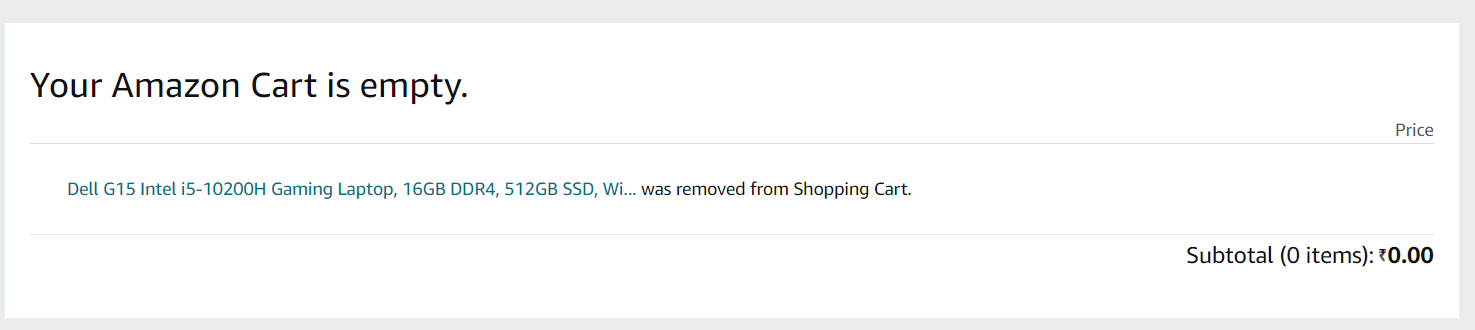 Your Amazon Cart is empty.
Price
Dell G15 Intel i5-10200H Gaming Laptop, 16GB DDR4, 512GB SSD, Wi... was removed from Shopping Cart.
Subtotal (0 items): ₹0.00